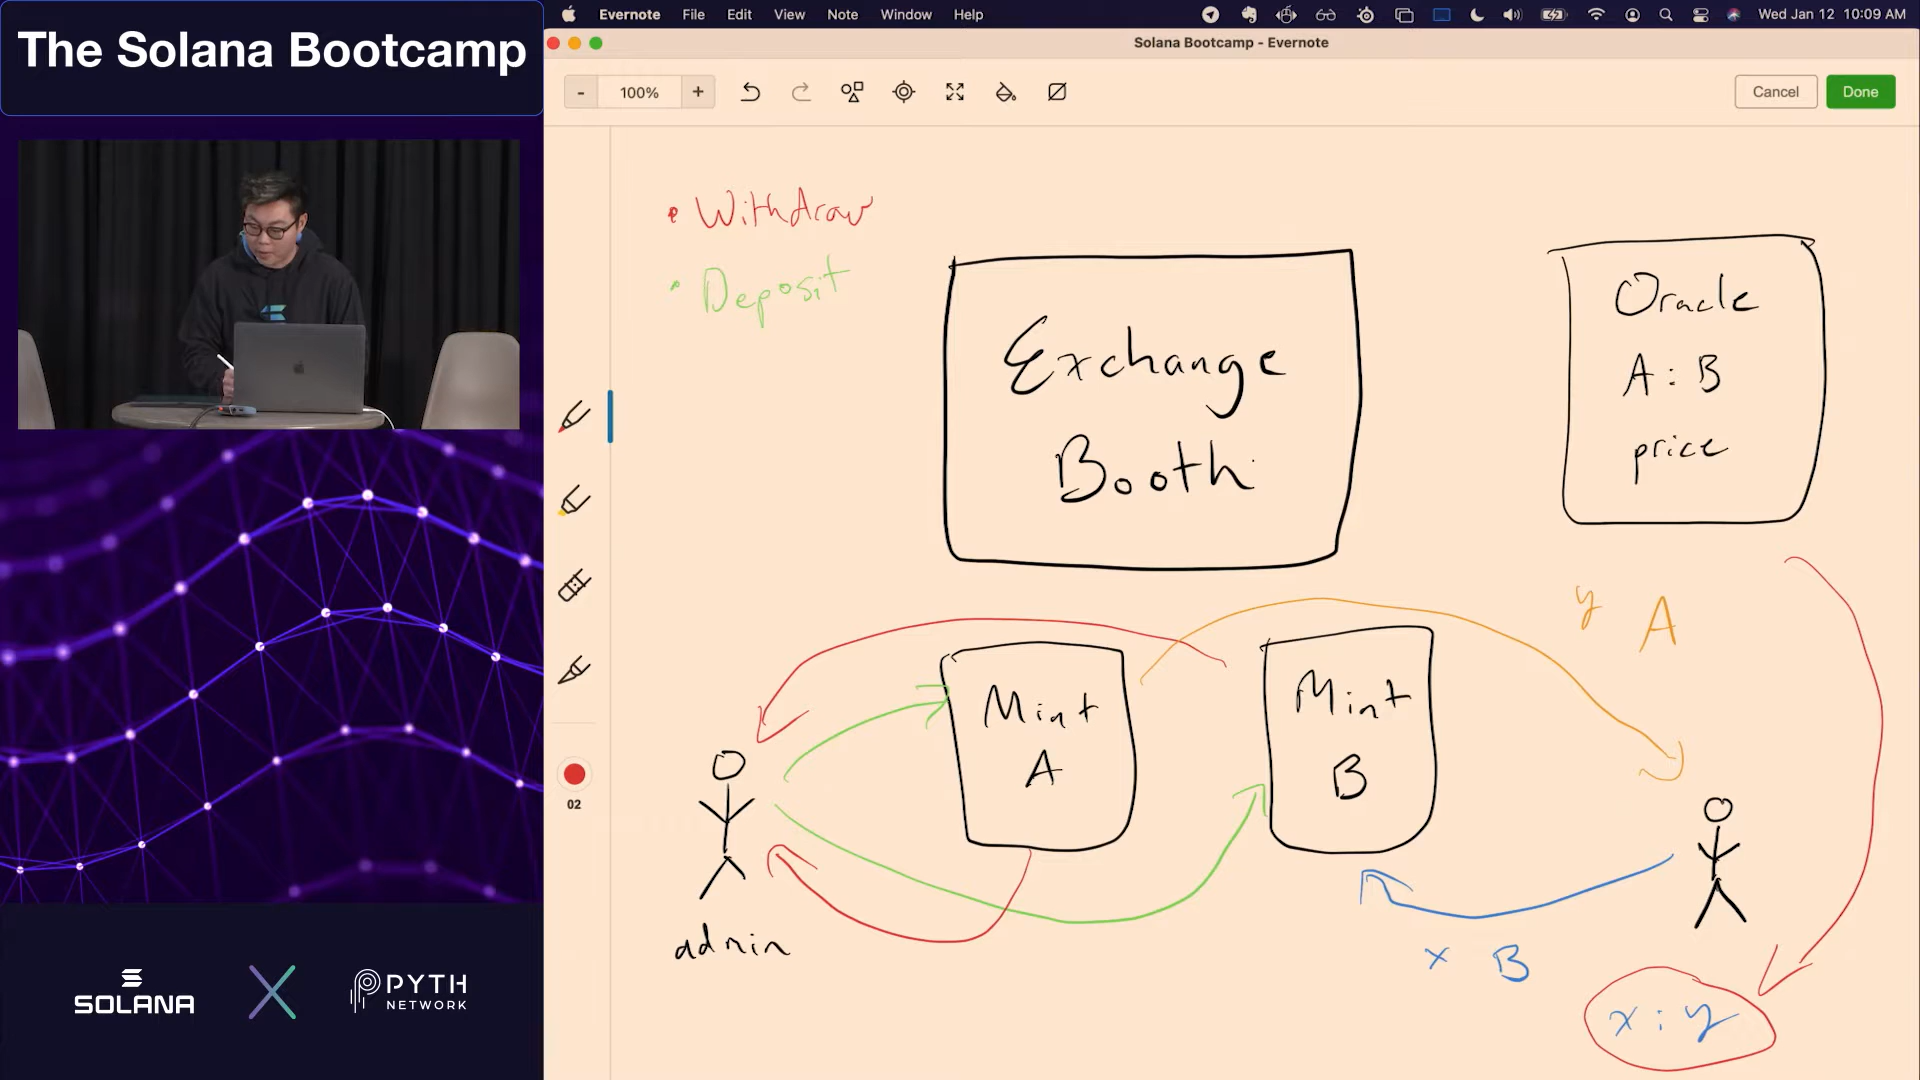 The Solana Bootcamp
Evernote File Edit View Note Window Help
Wed Jan 12 10:09 AM
Solana Bootcamp - Evernote
- 100% +
Cancel Done
• Withdraw
• Deposit
Exchange
Booth
Oracle
A : B
price
y A
Mint
A
Mint
B
admin
x B
x : y
02
SOLANA
PYTH
NETWORK